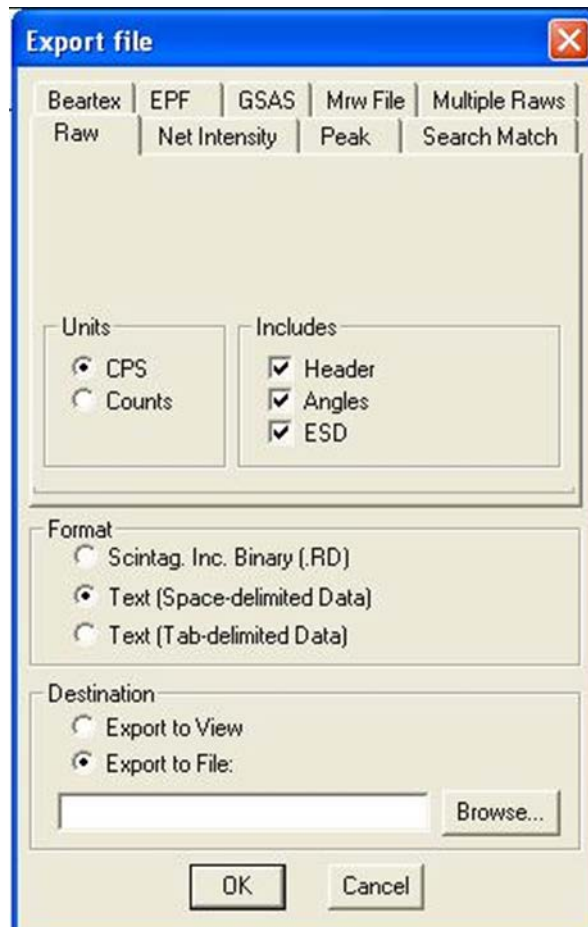 Export file
Beartex EPF GSAS Mrw File Multiple Raws
Raw Net Intensity Peak Search Match
Units
CPS
Counts
Includes
Header
Angles
ESD
Format
Scintag. Inc. Binary (.RD)
Text (Space-delimited Data)
Text (Tab-delimited Data)
Destination
Export to View
Export to File:
Browse...
OK Cancel